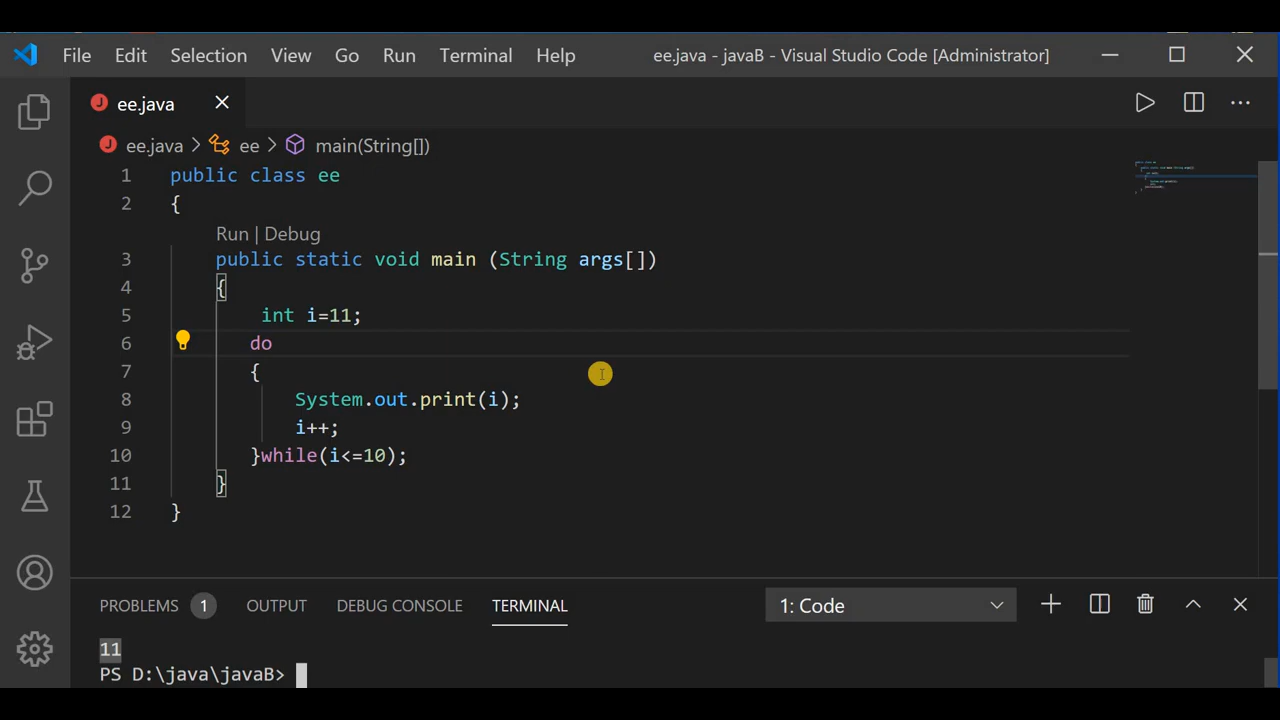 File Edit Selection View Go Run Terminal Help ee.java - javaB - Visual Studio Code [Administrator]
J ee.java
J ee.java > ee > main(String[])
1 public class ee
2 {
Run | Debug
3 public static void main (String args[])
4 {
5 int i=11;
6 do
7 {
8 System.out.print(i);
9 i++;
10 }while(i<=10);
11 }
12 }
PROBLEMS 1 OUTPUT DEBUG CONSOLE TERMINAL 1: Code
11
PS D:\java\javaB>